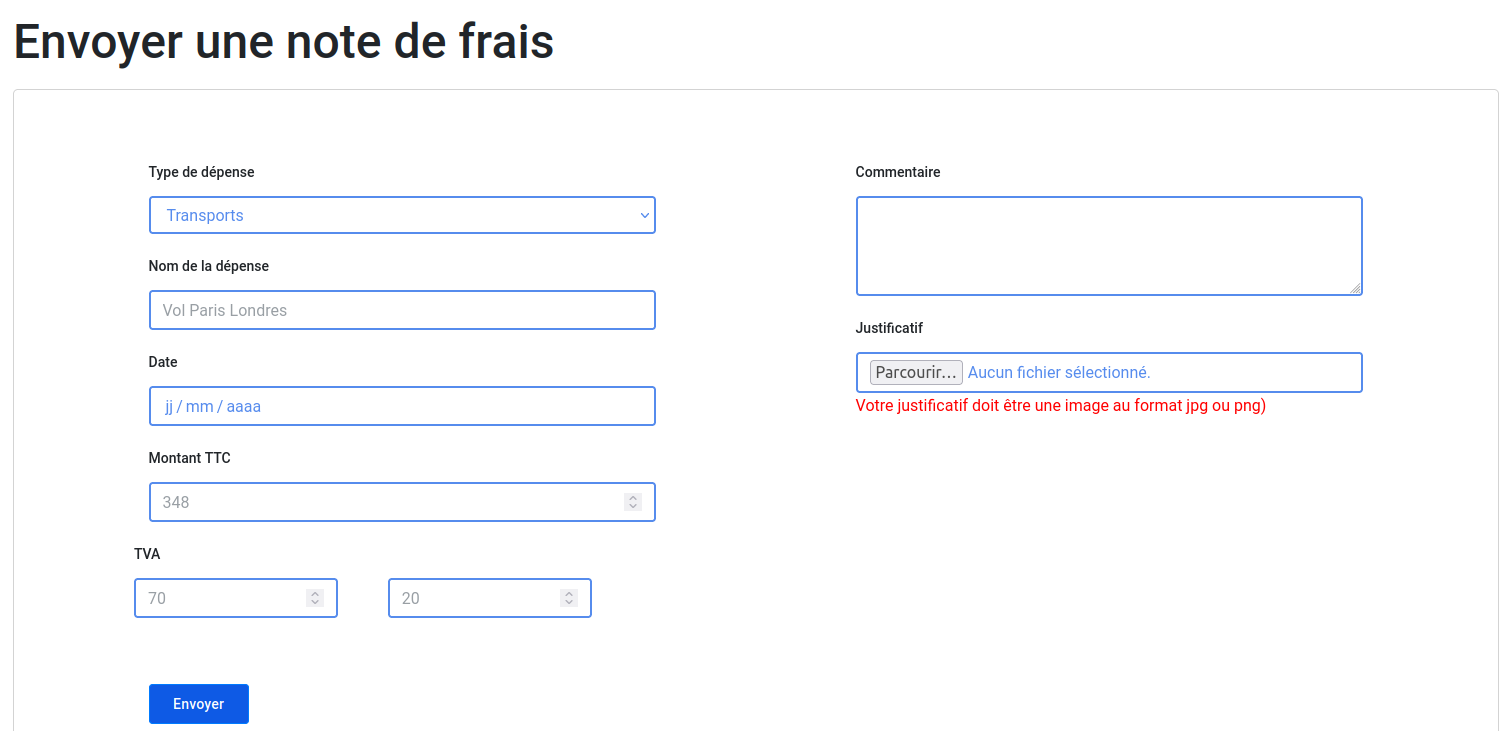 Envoyer une note de frais
Type de dépense
Transports
Nom de la dépense
Vol Paris Londres
Date
jj / mm / aaaa
Montant TTC
348
TVA
70 20
Envoyer
Commentaire
Justificatif
Parcourir... Aucun fichier sélectionné.
Votre justificatif doit être une image au format jpg ou png)